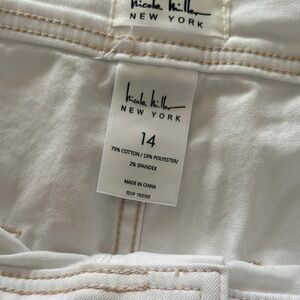 Nicole Miller
NEW YORK
Nicole Miller
NEW YORK
14
79% COTTON / 19% POLYESTER/
2% SPANDEX
MADE IN CHINA